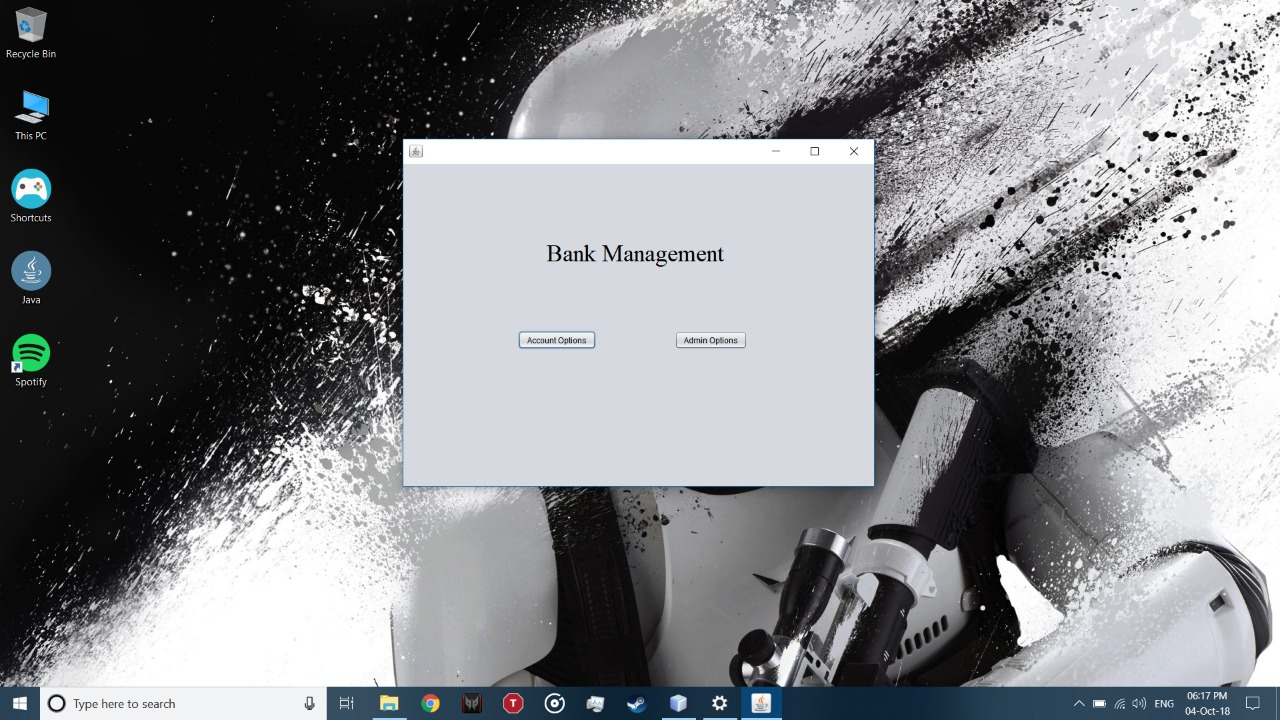 Recycle Bin
This PC
Shortcuts
Java
Spotify
Bank Management
Account Options
Admin Options
Type here to search
T
ENG
06:17 PM
04-Oct-18